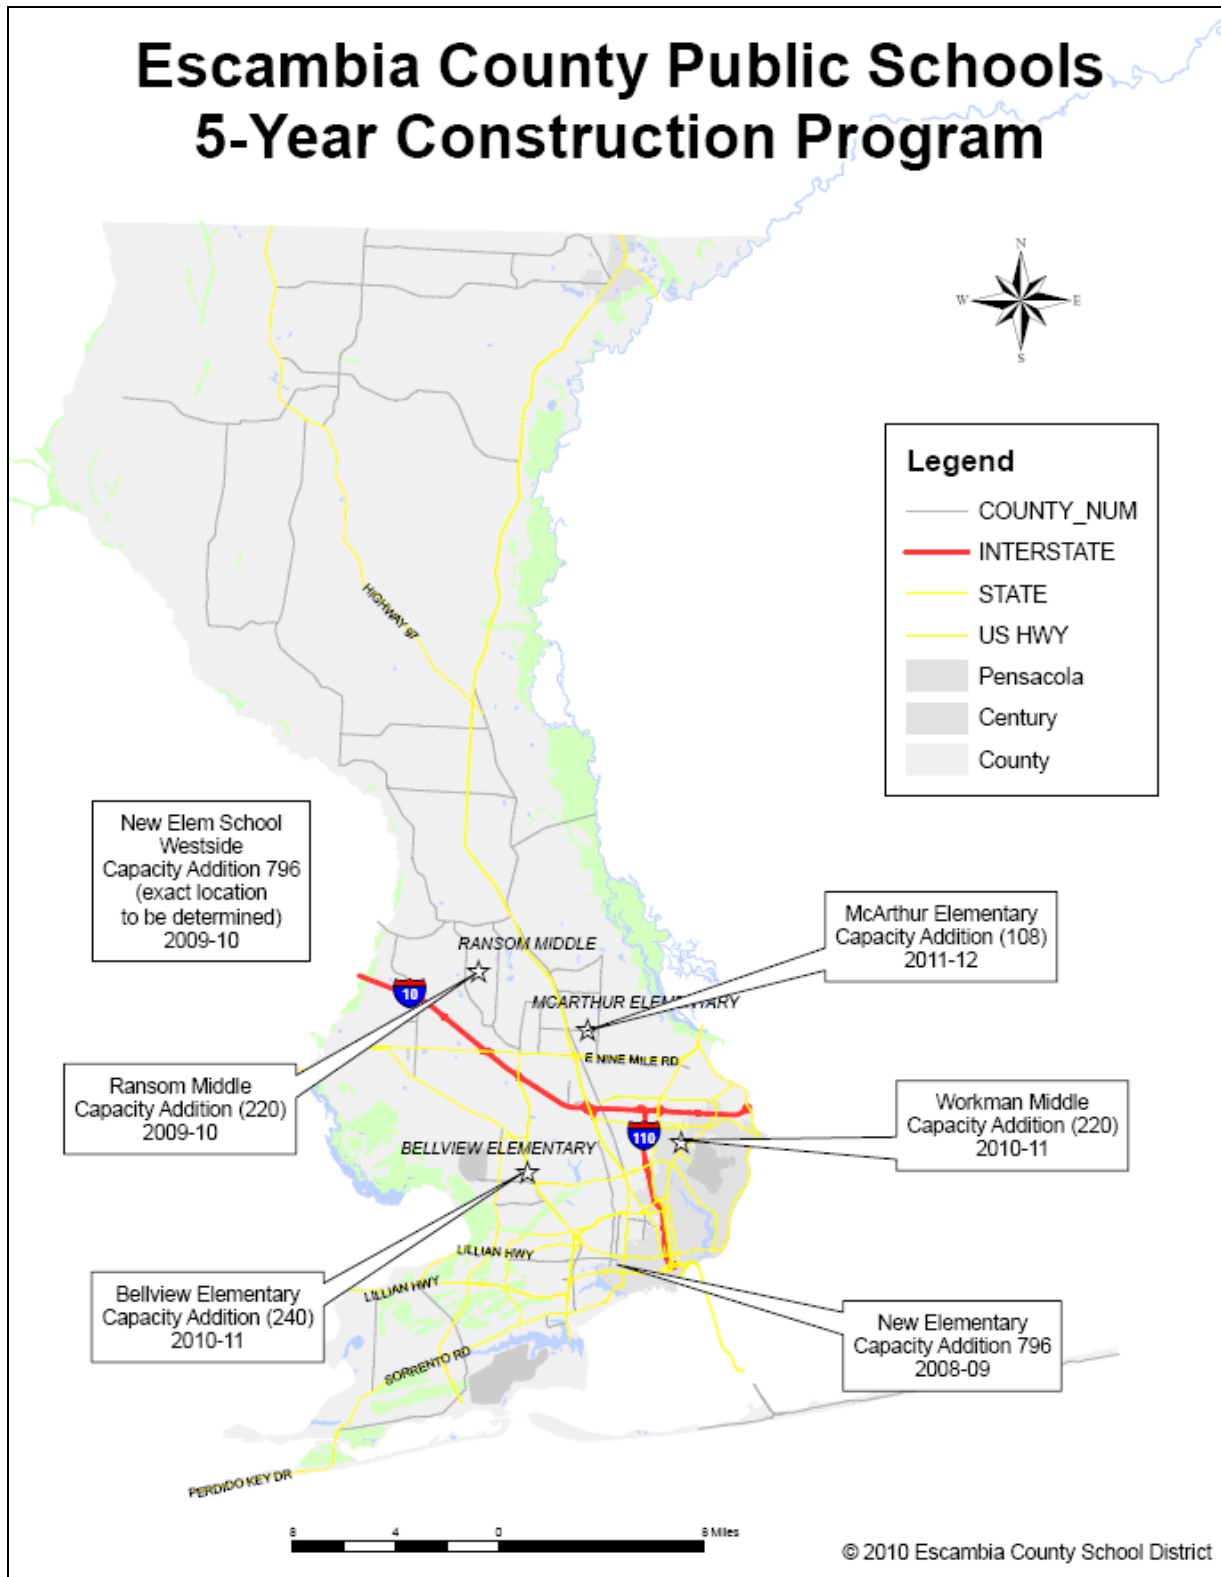 Escambia County Public Schools
5-Year Construction Program
N
W
E
S
Legend
COUNTY_NUM
INTERSTATE
STATE
US HWY
Pensacola
Century
County
HIGHWAY 97
New Elem School
Westside
Capacity Addition 796
(exact location
to be determined)
2009-10
McArthur Elementary
Capacity Addition (108)
2011-12
RANSOM MIDDLE
10
MCARTHUR ELEMENTARY
E NINE MILE RD
Ransom Middle
Capacity Addition (220)
2009-10
Workman Middle
Capacity Addition (220)
2010-11
110
BELLVIEW ELEMENTARY
LILLIAN HWY
LILLIAN HWY
Bellview Elementary
Capacity Addition (240)
2010-11
New Elementary
Capacity Addition 796
2008-09
SORRENTO RD
PERDIDO KEY DR
8 4 0 8 Miles
© 2010 Escambia County School District